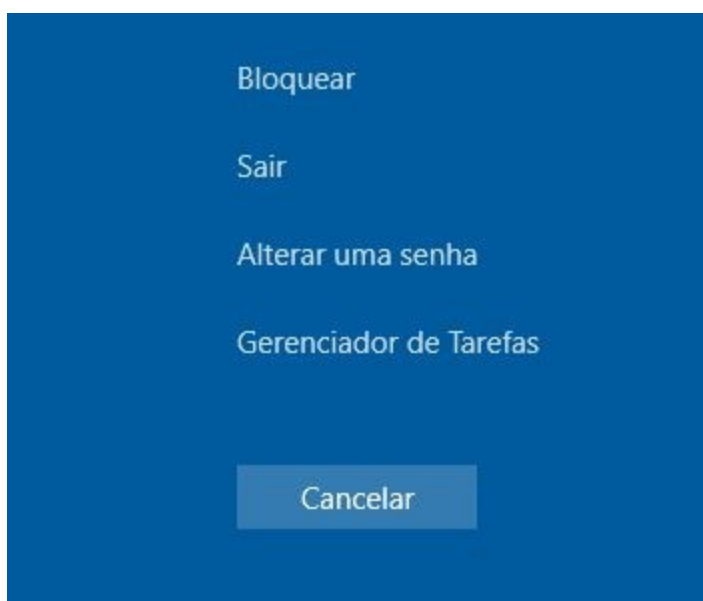 Bloquear
Sair
Alterar uma senha
Gerenciador de Tarefas
Cancelar